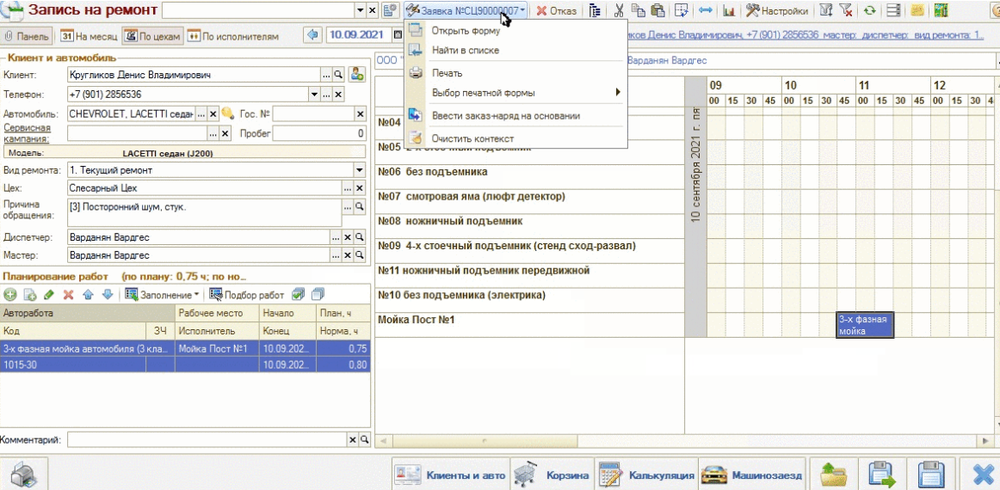 Запись на ремонт
Заявка №СЦ90000007
Отказ
Настройки
Панель
31 На месяц
По цехам
По исполнителям
10.09.2021
Денис Владимирович, +7 (901) 2856536 мастер: диспетчер: вид ремонта: 1..
Открыть форму
Найти в списке
Печать
Выбор печатной формы
Ввести заказ-наряд на основании
Очистить контекст
Клиент и автомобиль
Клиент:
Кругликов Денис Владимирович
Телефон:
+7 (901) 2856536
Автомобиль:
CHEVROLET, LACETTI седан
Гос. №
Сервисная кампания:
Пробег
0
Модель:
LACETTI седан (J200)
Вид ремонта:
1. Текущий ремонт
Цех:
Слесарный Цех
Причина обращения:
[3] Посторонний шум, стук.
Диспетчер:
Варданян Вардгес
Мастер:
Варданян Вардгес
Планирование работ (по плану: 0,75 ч; по но...
Заполнение
Подбор работ
Авторабота
Рабочее место
Начало
План, ч
Код
ЗЧ
Исполнитель
Конец
Норма, ч
3-х фазная мойка автомобиля (3 кла...
Мойка Пост №1
10.09.202...
0,75
1015-30
10.09.202...
0,80
Комментарий:
ООО "
Варданян Вардгес
09 10 11 12
00 15 30 45 00 15 30 45 00 15 30 45 00 15 30 4
10 сентября 2021 г. пя
№04
№05 2-х стоечный подъемник
№06 без подъемника
№07 смотровая яма (люфт детектор)
№08 ножничный подъемник
№09 4-х стоечный подъемник (стенд сход-развал)
№11 ножничный подъемник передвижной
№10 без подъемника (электрика)
Мойка Пост №1
3-х фазная
мойка
Клиенты и авто
Корзина
Калькуляция
Машинозаезд